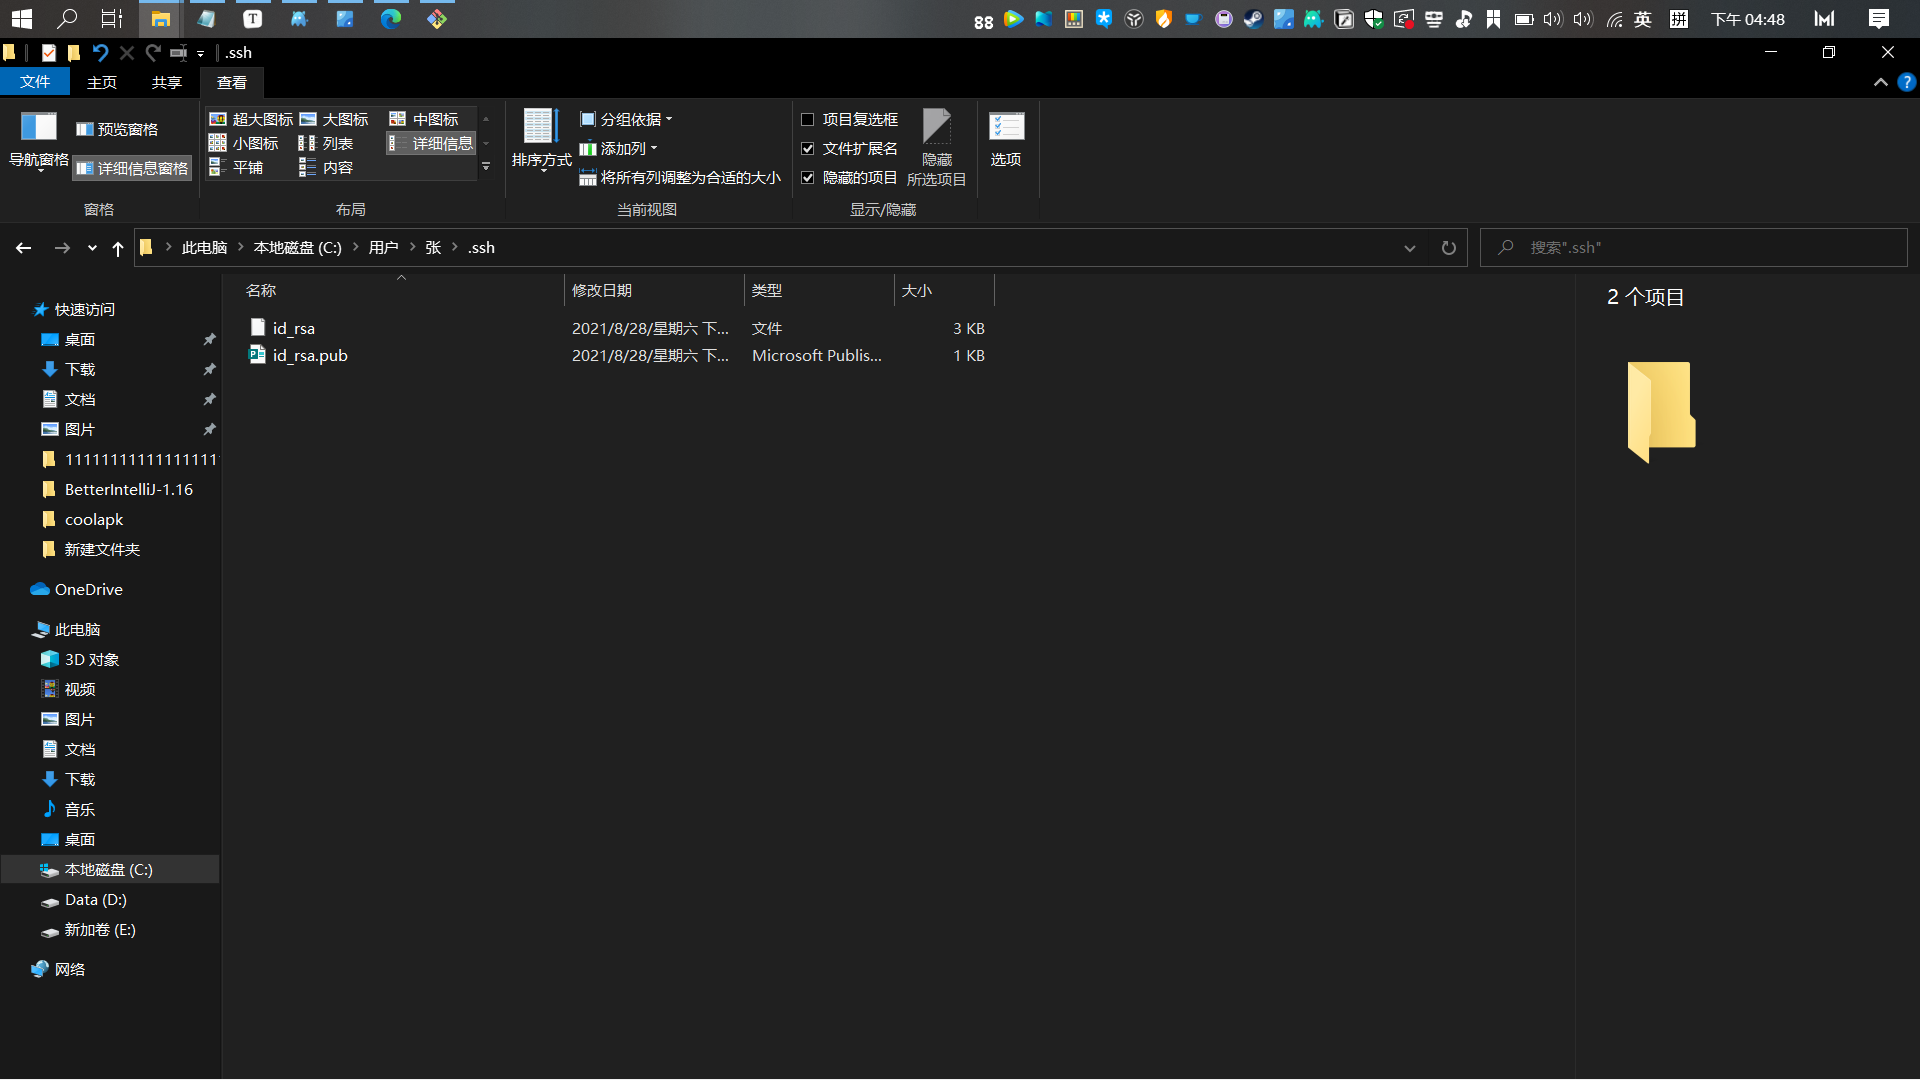 88
英
拼
下午 04:48
.ssh
文件
主页
共享
查看
导航窗格
预览窗格
详细信息窗格
窗格
超大图标
大图标
中图标
小图标
列表
详细信息
平铺
内容
布局
排序方式
分组依据
添加列
将所有列调整为合适的大小
当前视图
项目复选框
文件扩展名
隐藏的项目
隐藏
所选项目
显示/隐藏
选项
此电脑
本地磁盘 (C:)
用户
张
.ssh
搜索".ssh"
名称
修改日期
类型
大小
id_rsa
2021/8/28/星期六 下...
文件
3 KB
id_rsa.pub
2021/8/28/星期六 下...
Microsoft Publis...
1 KB
2 个项目
快速访问
桌面
下载
文档
图片
BetterIntelliJ-1.16
coolapk
新建文件夹
OneDrive
此电脑
3D 对象
视频
图片
文档
下载
音乐
桌面
本地磁盘 (C:)
Data (D:)
新加卷 (E:)
网络